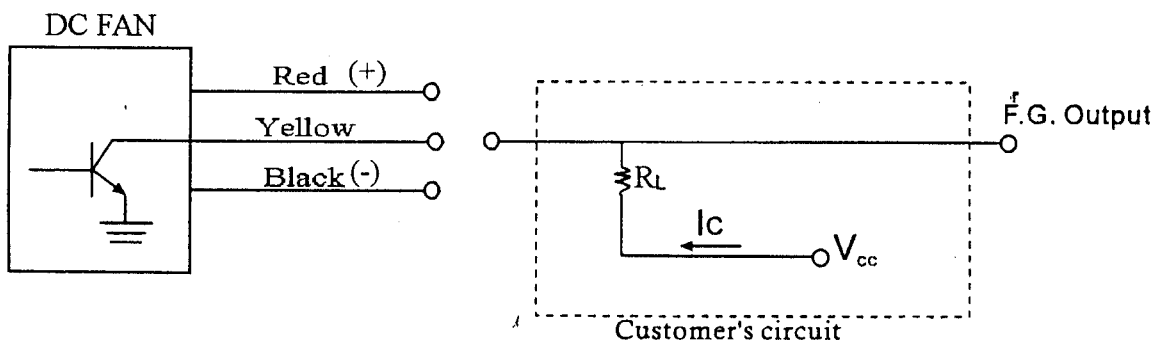 DC FAN
Red (+)
Yellow
Black (-)
F.G. Output
RL
Ic
Vcc
Customer's circuit